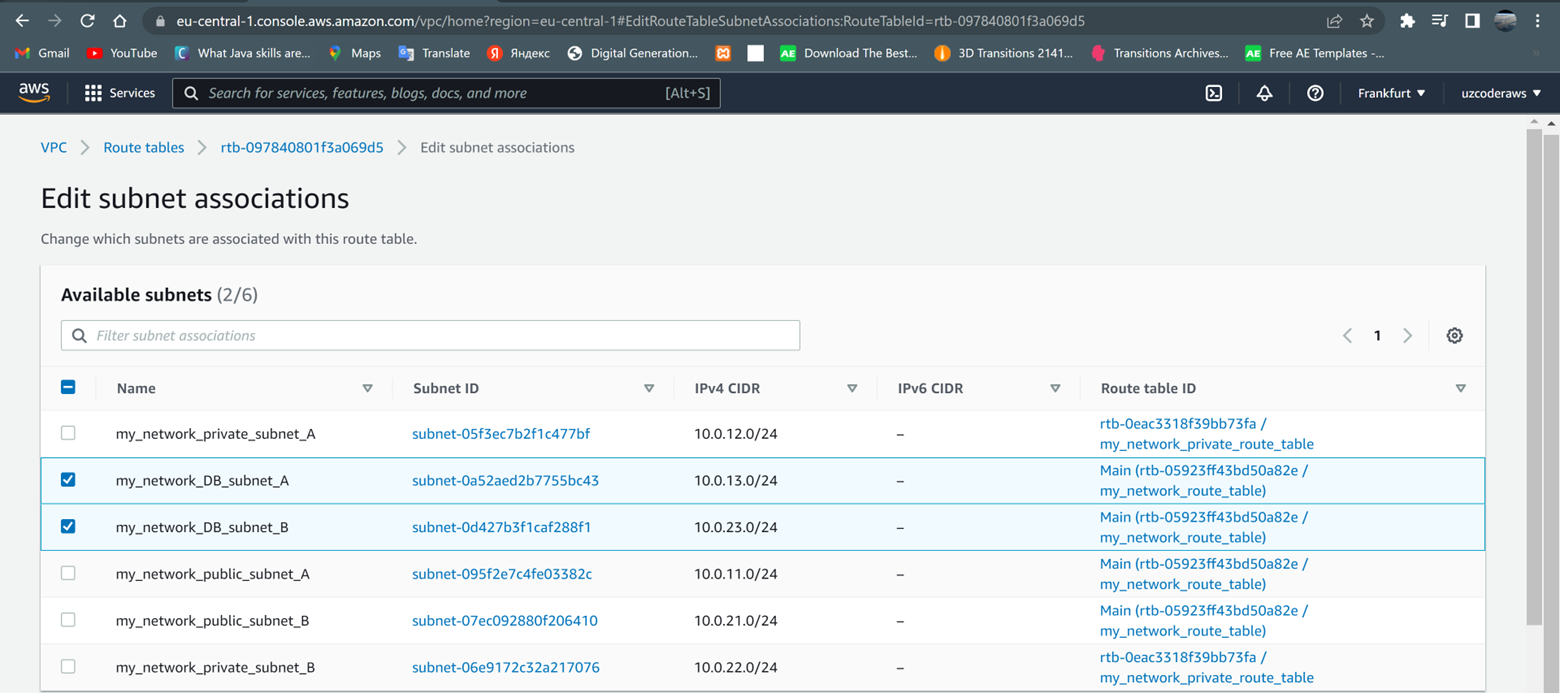 eu-central-1.console.aws.amazon.com/vpc/home?region=eu-central-1#EditRouteTableSubnetAssociations:RouteTableId=rtb-097840801f3a069d5
Gmail YouTube What Java skills are... Maps Translate Яндекс Digital Generation... AE Download The Best... 3D Transitions 2141... Transitions Archives... AE Free AE Templates -...
aws Services Search for services, features, blogs, docs, and more [Alt+S] Frankfurt uzcoderaws
VPC Route tables rtb-097840801f3a069d5 Edit subnet associations
Edit subnet associations
Change which subnets are associated with this route table.
Available subnets (2/6)
Filter subnet associations 1
Name Subnet ID IPv4 CIDR IPv6 CIDR Route table ID
my_network_private_subnet_A subnet-05f3ec7b2f1c477bf 10.0.12.0/24 – rtb-0eac3318f39bb73fa /
my_network_private_route_table
my_network_DB_subnet_A subnet-0a52aed2b7755bc43 10.0.13.0/24 – Main (rtb-05923ff43bd50a82e /
my_network_route_table)
my_network_DB_subnet_B subnet-0d427b3f1caf288f1 10.0.23.0/24 – Main (rtb-05923ff43bd50a82e /
my_network_route_table)
my_network_public_subnet_A subnet-095f2e7c4fe03382c 10.0.11.0/24 – Main (rtb-05923ff43bd50a82e /
my_network_route_table)
my_network_public_subnet_B subnet-07ec092880f206410 10.0.21.0/24 – Main (rtb-05923ff43bd50a82e /
my_network_route_table)
my_network_private_subnet_B subnet-06e9172c32a217076 10.0.22.0/24 – rtb-0eac3318f39bb73fa /
my_network_private_route_table